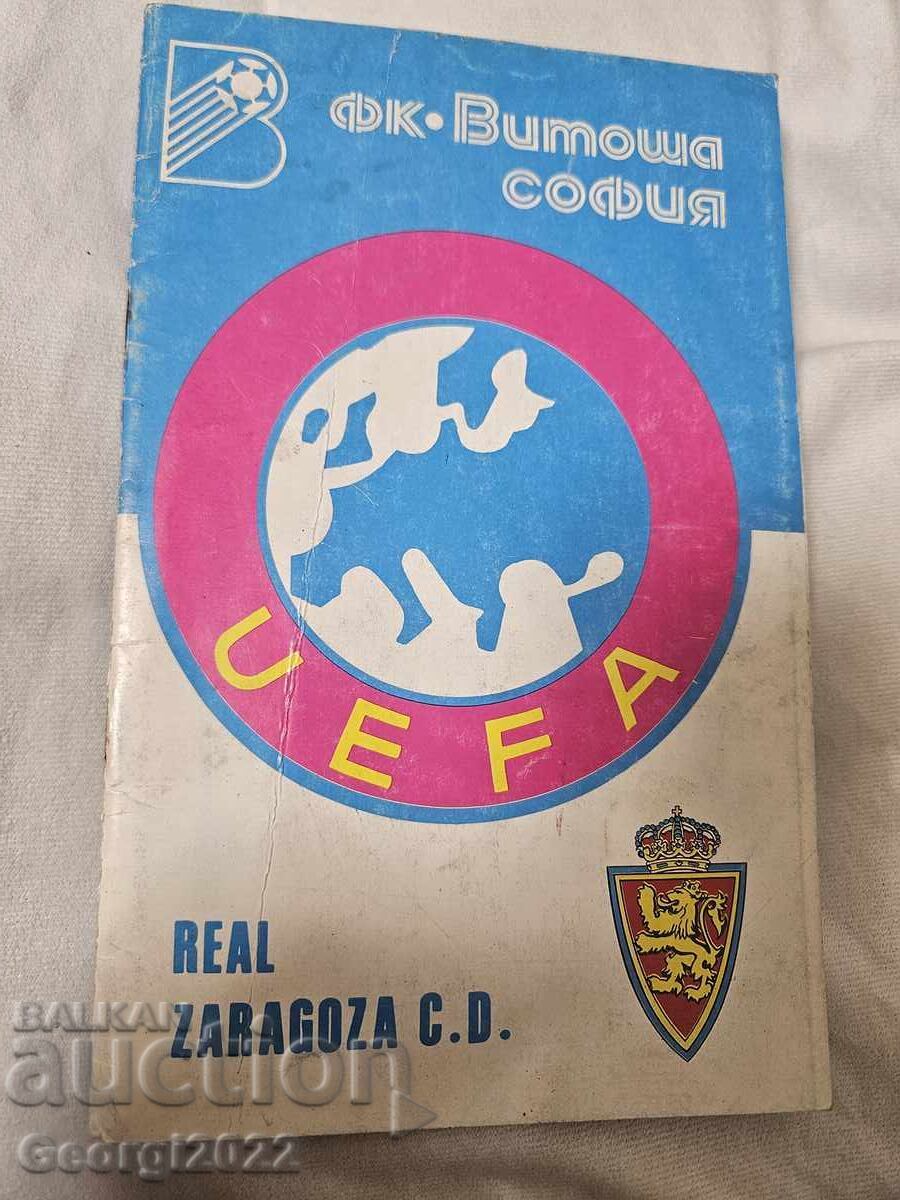 В
фк•Витоша
софия
UEFA
REAL
ZARAGOZA C.D.
BALKAN
auction
Georgi2022